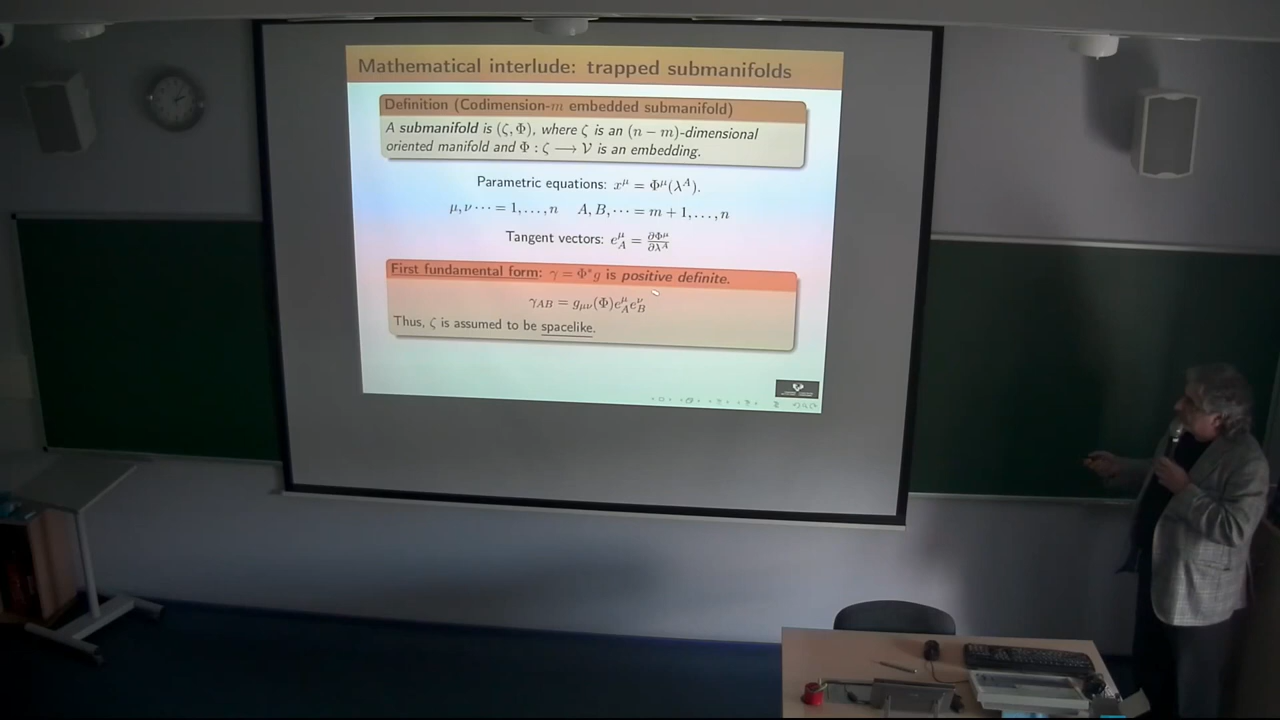 Mathematical interlude: trapped submanifolds
Definition (Codimension-m embedded submanifold)
A submanifold is (ζ, Φ), where ζ is an (n − m)-dimensional
oriented manifold and Φ : ζ ⟶ 𝒱 is an embedding.
Parametric equations: x^μ = Φ^μ(λ^A).
μ, ν ⋯ = 1, . . . , n A, B, ⋯ = m + 1, . . . , n
Tangent vectors: e^μ_A = ∂Φ^μ/∂λ^A
First fundamental form: γ = Φ*g is positive definite.
γ_AB = g_μν(Φ)e^μ_A e^ν_B
Thus, ζ is assumed to be spacelike.